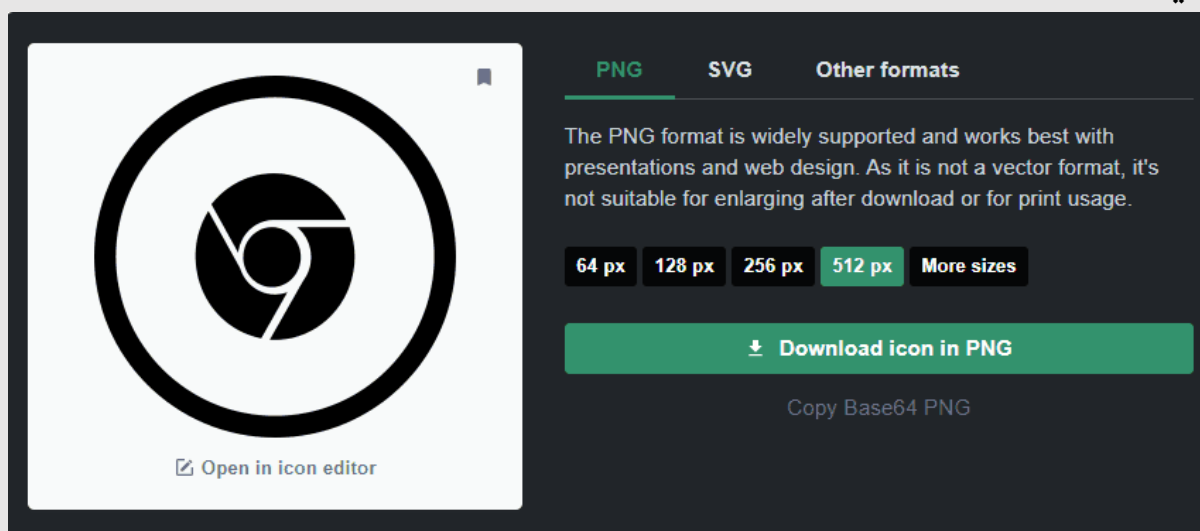 PNG SVG Other formats
The PNG format is widely supported and works best with
presentations and web design. As it is not a vector format, it's
not suitable for enlarging after download or for print usage.
64 px 128 px 256 px 512 px More sizes
Download icon in PNG
Copy Base64 PNG
Open in icon editor